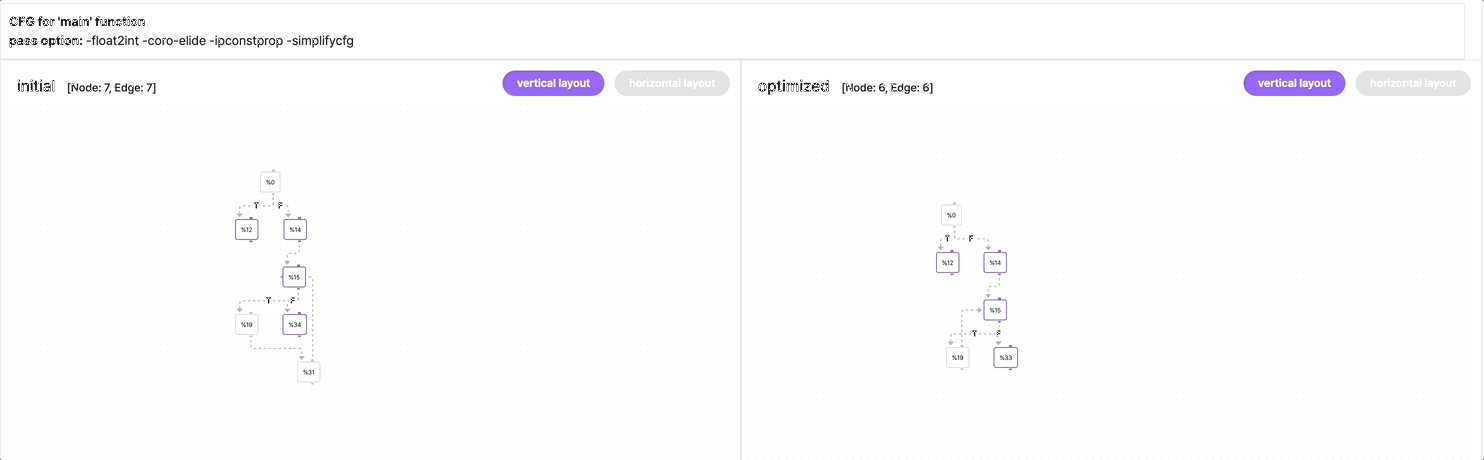 CFG for 'main' function
pass option: -float2int -coro-elide -ipconstprop -simplifycfg
initial [Node: 7, Edge: 7] vertical layout horizontal layout
%0
T F
%12 %14
%15
T F
%19 %34
%31
optimized [Node: 6, Edge: 6] vertical layout horizontal layout
%0
T F
%12 %14
%15
T F
%19 %33